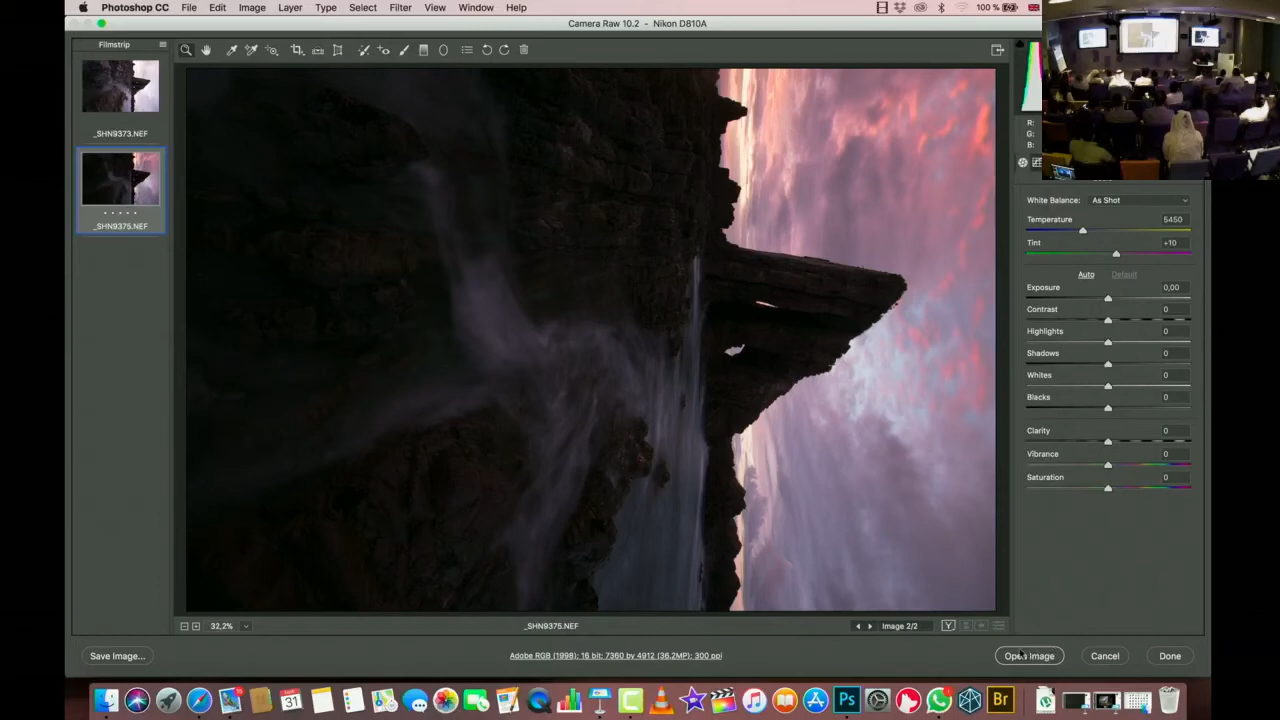 Photoshop CC File Edit Image Layer Type Select Filter View Window Help 100 %
Camera Raw 10.2 - Nikon D810A
Filmstrip
_SHN9373.NEF
_SHN9375.NEF
R:
G:
B:
White Balance: As Shot
Temperature 5450
Tint +10
Auto Default
Exposure 0,00
Contrast 0
Highlights 0
Shadows 0
Whites 0
Blacks 0
Clarity 0
Vibrance 0
Saturation 0
32,2% _SHN9375.NEF Image 2/2 Y
Save Image... Adobe RGB (1998); 16 bit; 7360 by 4912 (36.2MP); 300 ppi Open Image Cancel Done
31 Ps Br